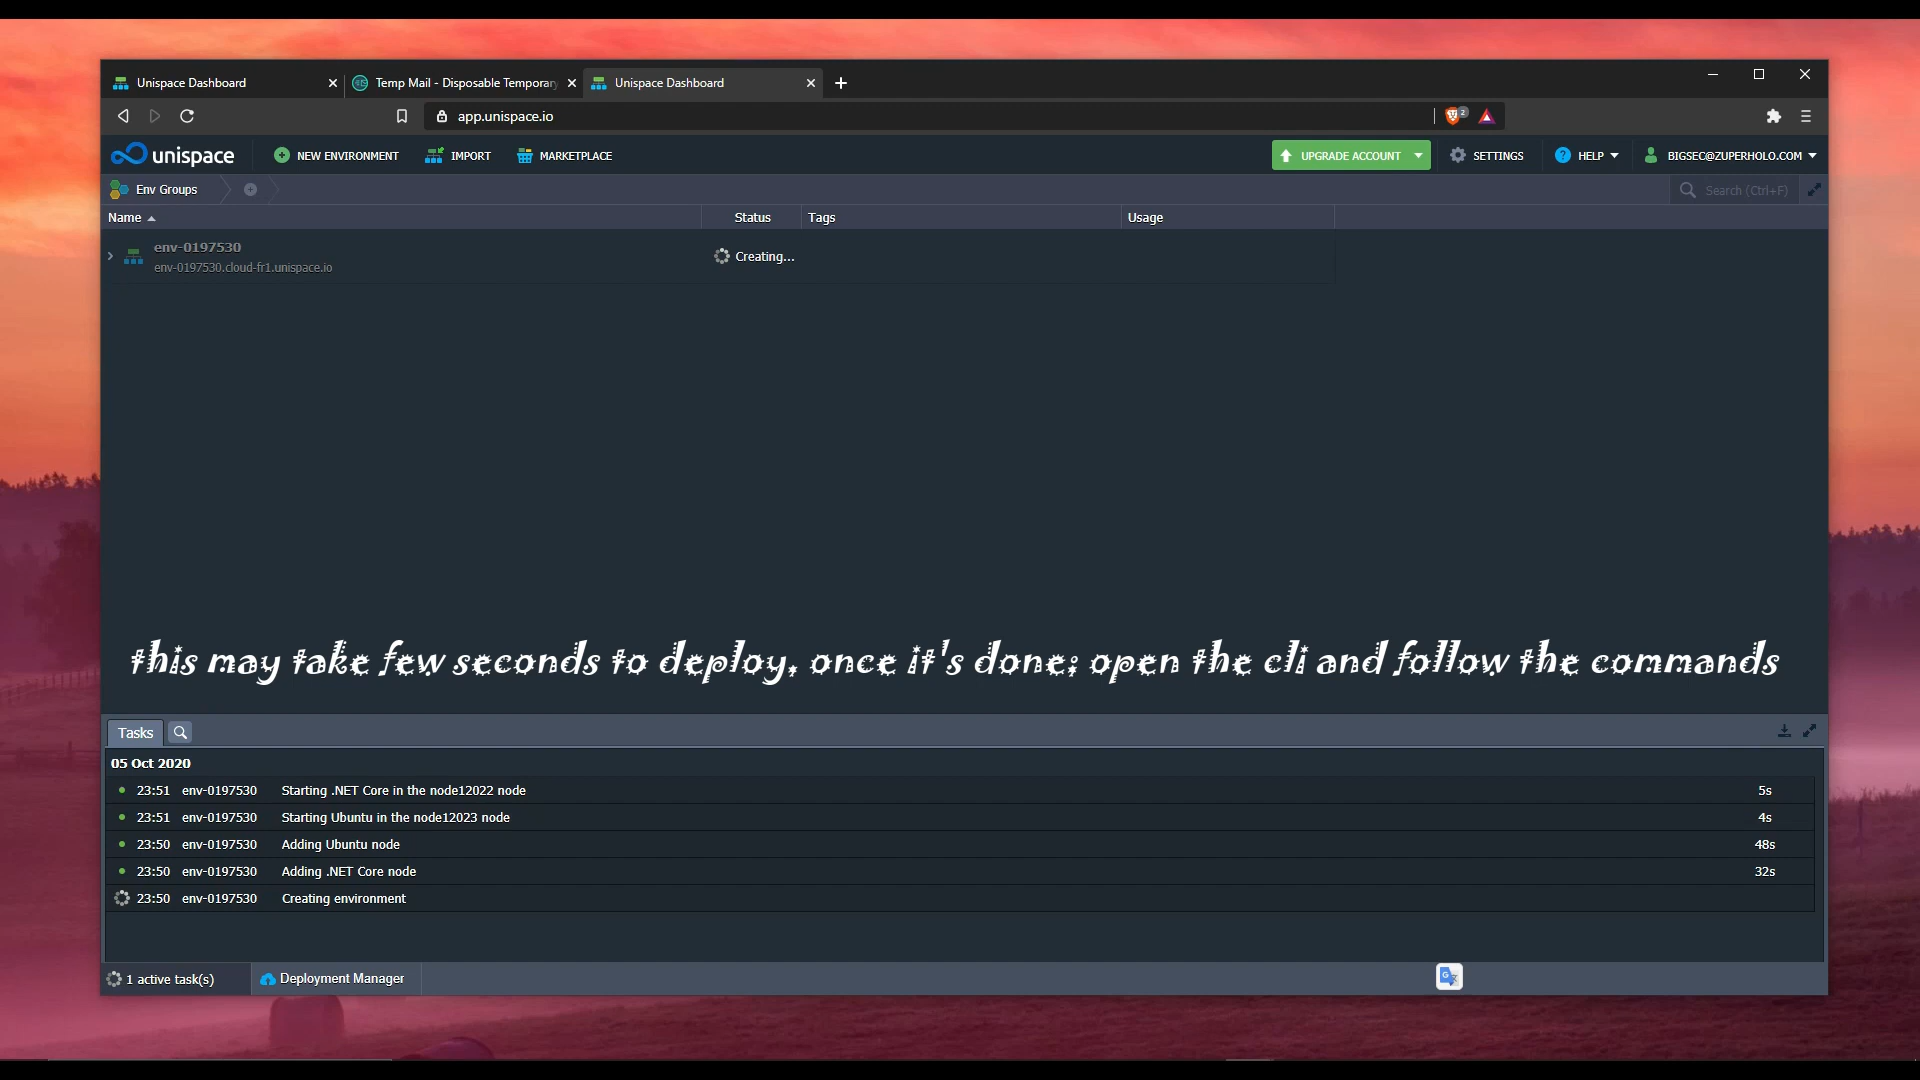 Unispace Dashboard
Temp Mail - Disposable Temporary
Unispace Dashboard
app.unispace.io
2
unispace
NEW ENVIRONMENT
IMPORT
MARKETPLACE
UPGRADE ACCOUNT
SETTINGS
HELP
BIGSEC@ZUPERHOLO.COM
Env Groups
Search (Ctrl+F)
Name
Status
Tags
Usage
env-0197530
env-0197530.cloud-fr1.unispace.io
Creating...
this may take few seconds to deploy, once it's done; open the cli and follow the commands
Tasks
05 Oct 2020
23:51 env-0197530 Starting .NET Core in the node12022 node 5s
23:51 env-0197530 Starting Ubuntu in the node12023 node 4s
23:50 env-0197530 Adding Ubuntu node 48s
23:50 env-0197530 Adding .NET Core node 32s
23:50 env-0197530 Creating environment
1 active task(s)
Deployment Manager